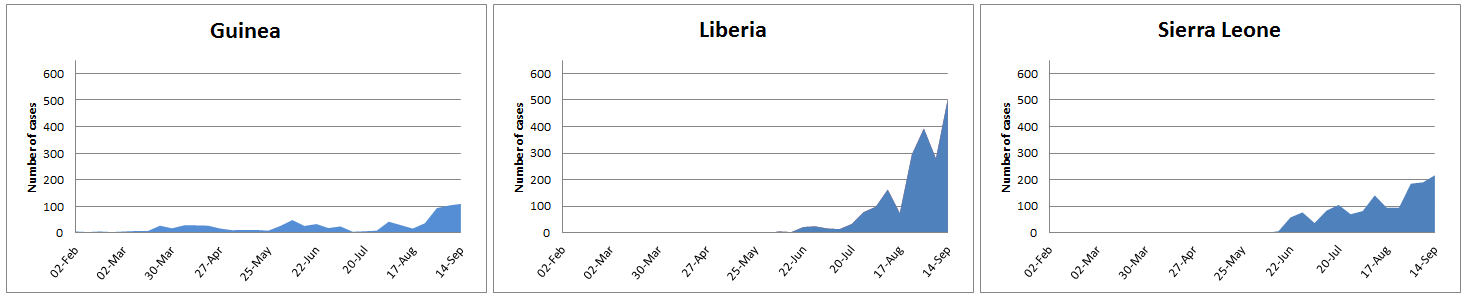 Guinea
Number of cases
600
500
400
300
200
100
0
02-Feb
02-Mar
30-Mar
27-Apr
25-May
22-Jun
20-Jul
17-Aug
14-Sep
Liberia
Number of cases
600
500
400
300
200
100
0
02-Feb
02-Mar
30-Mar
27-Apr
25-May
22-Jun
20-Jul
17-Aug
14-Sep
Sierra Leone
Number of cases
600
500
400
300
200
100
0
02-Feb
02-Mar
30-Mar
27-Apr
25-May
22-Jun
20-Jul
17-Aug
14-Sep